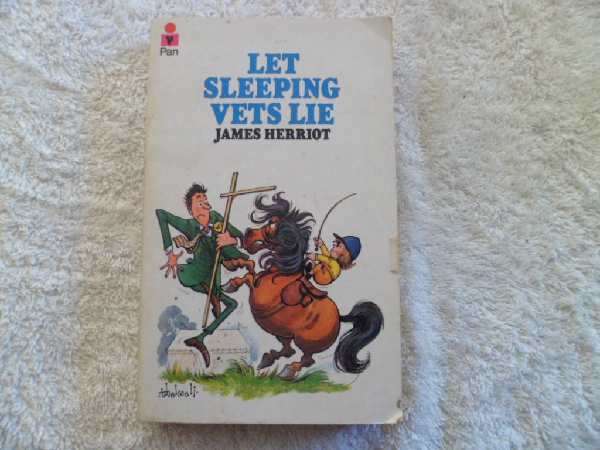 Pan
LET
SLEEPING
VETS LIE
JAMES HERRIOT